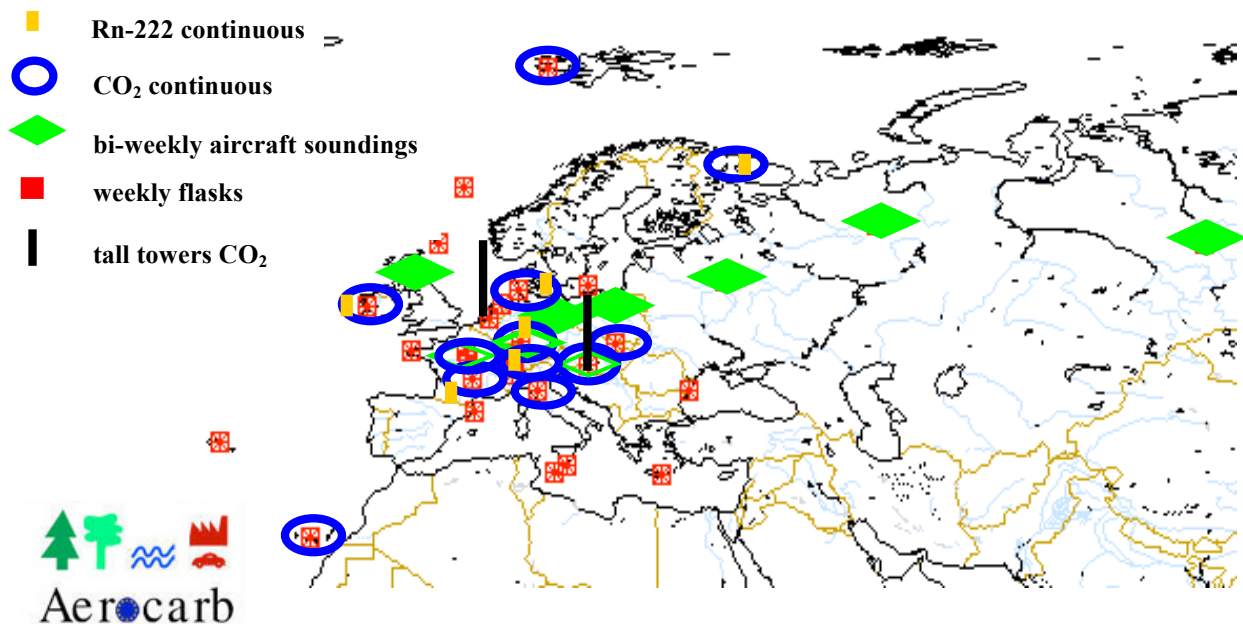 Rn-222 continuous
CO₂ continuous
bi-weekly aircraft soundings
weekly flasks
tall towers CO₂
Aerocarb